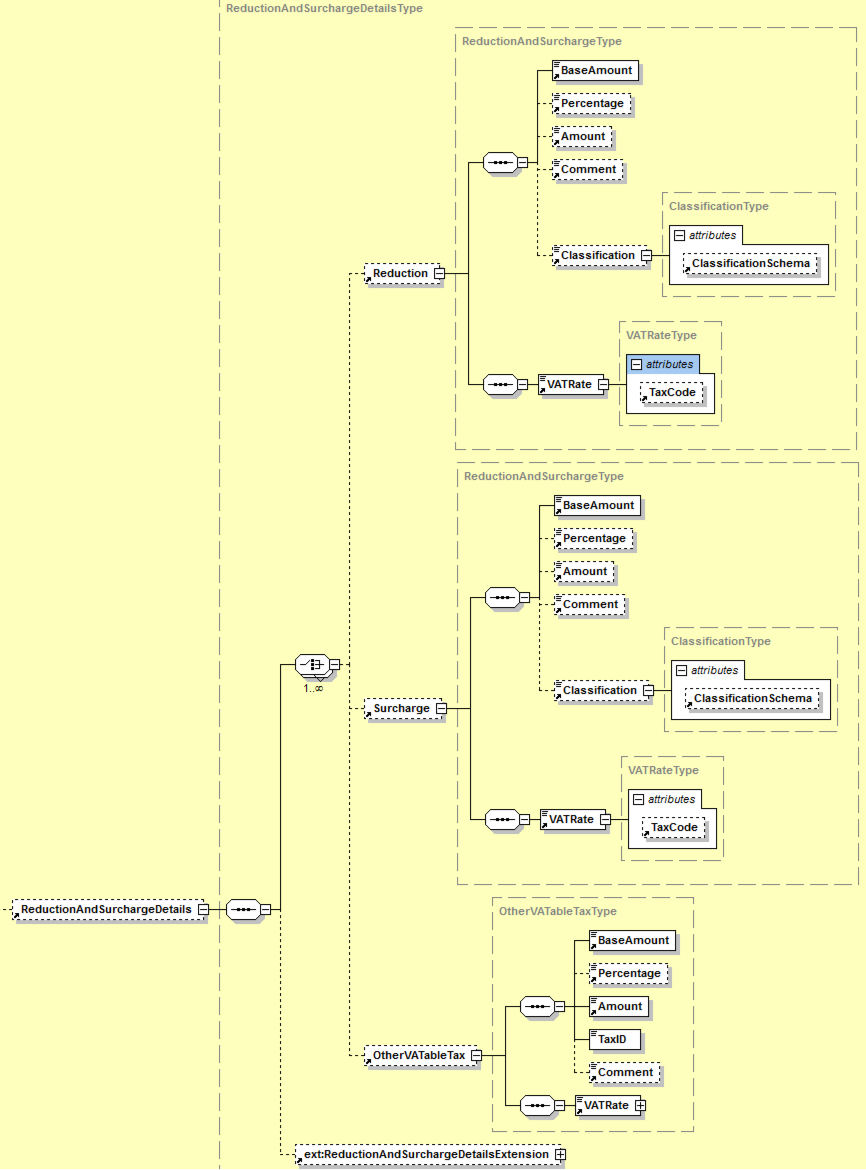 ReductionAndSurchargeDetailsType
ReductionAndSurchargeType
BaseAmount
Percentage
Amount
Comment
ClassificationType
attributes
Classification
ClassificationSchema
Reduction
VATRateType
attributes
VATRate
TaxCode
ReductionAndSurchargeType
BaseAmount
Percentage
Amount
Comment
ClassificationType
attributes
Classification
ClassificationSchema
1..∞
Surcharge
VATRateType
attributes
VATRate
TaxCode
ReductionAndSurchargeDetails
OtherVATableTaxType
BaseAmount
Percentage
Amount
TaxID
OtherVATableTax
Comment
VATRate
ext:ReductionAndSurchargeDetailsExtension